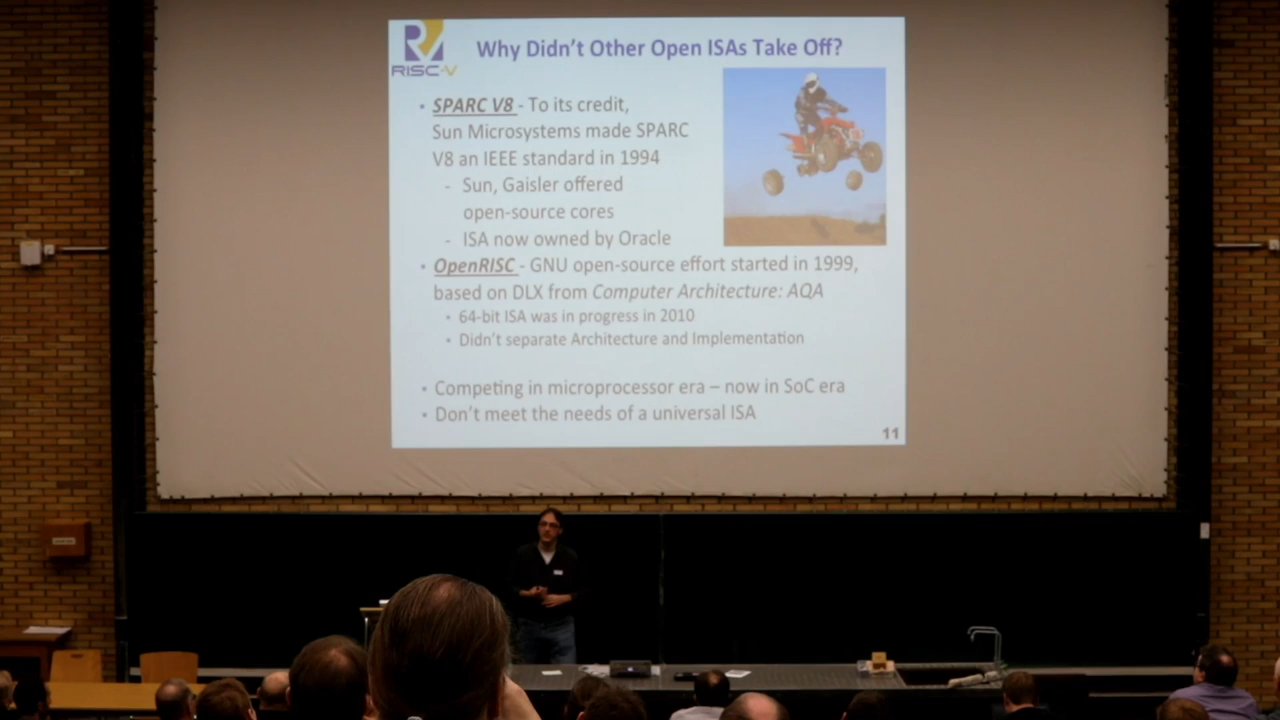 RISC-V
Why Didn't Other Open ISAs Take Off?
• SPARC V8 - To its credit,
Sun Microsystems made SPARC
V8 an IEEE standard in 1994
- Sun, Gaisler offered
open-source cores
- ISA now owned by Oracle
• OpenRISC - GNU open-source effort started in 1999,
based on DLX from Computer Architecture: AQA
• 64-bit ISA was in progress in 2010
• Didn't separate Architecture and Implementation
• Competing in microprocessor era – now in SoC era
• Don't meet the needs of a universal ISA
11